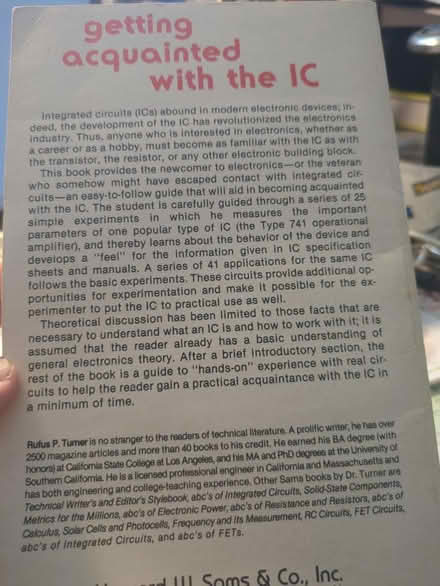 getting
acquainted
with the IC
Integrated circuits (ICs) abound in modern electronic devices; in-
deed, the development of the IC has revolutionized the electronics
industry. Thus, anyone who is interested in electronics, whether as
a career or as a hobby, must become as familiar with the IC as with
the transistor, the resistor, or any other electronic building block.
This book provides the newcomer to electronics—or the veteran
who somehow might have escaped contact with integrated cir-
cuits—an easy-to-follow guide that will aid in becoming acquainted
with the IC. The student is carefully guided through a series of 25
simple experiments in which he measures the important
parameters of one popular type of IC (the Type 741 operational
amplifier), and thereby learns about the behavior of the device and
develops a "feel" for the information given in IC specification
sheets and manuals. A series of 41 applications for the same IC
follows the basic experiments. These circuits provide additional op-
portunities for experimentation and make it possible for the ex-
perimenter to put the IC to practical use as well.
Theoretical discussion has been limited to those facts that are
necessary to understand what an IC is and how to work with it; it is
assumed that the reader already has a basic understanding of
general electronics theory. After a brief introductory section, the
rest of the book is a guide to "hands-on" experience with real cir-
cuits to help the reader gain a practical acquaintance with the IC in
a minimum of time.
Rufus P. Turner is no stranger to the readers of technical literature. A prolific writer, he has over
2500 magazine articles and more than 40 books to his credit. He earned his BA degree (with
honors) at California State College at Los Angeles, and his MA and PhD degrees at the University of
Southern California. He is a licensed professional engineer in California and Massachusetts and
has both engineering and college-teaching experience. Other Sams books by Dr. Turner are
Technical Writer's and Editor's Stylebook, abc's of Integrated Circuits, Solid-State Components,
Metrics for the Millions, abc's of Electronic Power, abc's of Resistance and Resistors, abc's of
Calculus, Solar Cells and Photocells, Frequency and Its Measurement, RC Circuits, FET Circuits,
abc's of Integrated Circuits, and abc's of FETs.
W. Sams & Co., Inc.